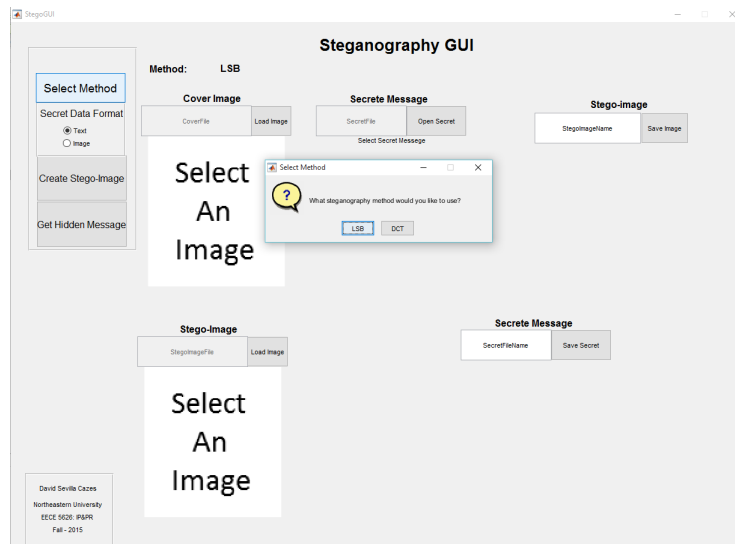 StegoGUI
Steganography GUI
Method: LSB
Select Method
Secret Data Format
Text
Image
Create Stego-Image
Get Hidden Message
Cover Image
CoverFile
Load Image
Select
An
Image
Secrete Message
SecretFile
Open Secret
Select Secret Messege
Stego-image
StegoImageName
Save Image
Select Method
?
What steganography method would you like to use?
LSB
DCT
Stego-Image
StegoImageFile
Load Image
Select
An
Image
Secrete Message
SecretFileName
Save Secret
David Sevilla Cazes
Northeastern University
EECE 5626: IP&PR
Fall - 2015